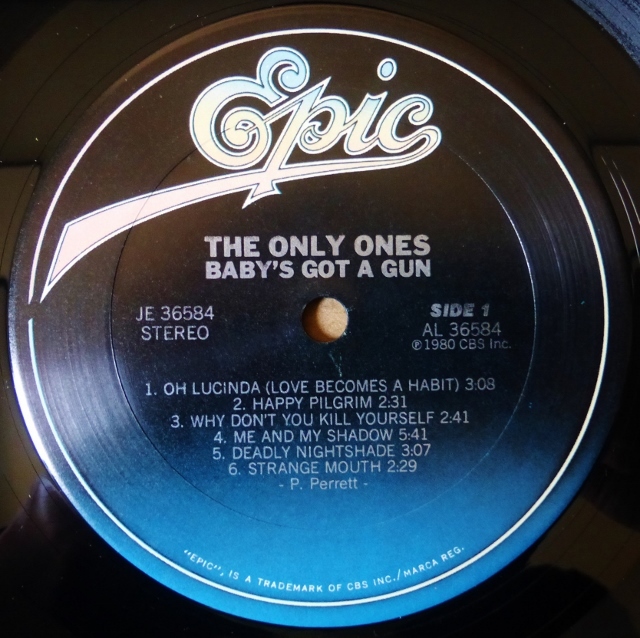 Epic
THE ONLY ONES
BABY'S GOT A GUN
JE 36584
STEREO
SIDE 1
AL 36584
℗ 1980 CBS Inc.
1. OH LUCINDA (LOVE BECOMES A HABIT) 3:08
2. HAPPY PILGRIM 2:31
3. WHY DON'T YOU KILL YOURSELF 2:41
4. ME AND MY SHADOW 5:41
5. DEADLY NIGHTSHADE 3:07
6. STRANGE MOUTH 2:29
- P. Perrett -
"EPIC", IS A TRADEMARK OF CBS INC./MARCA REG.